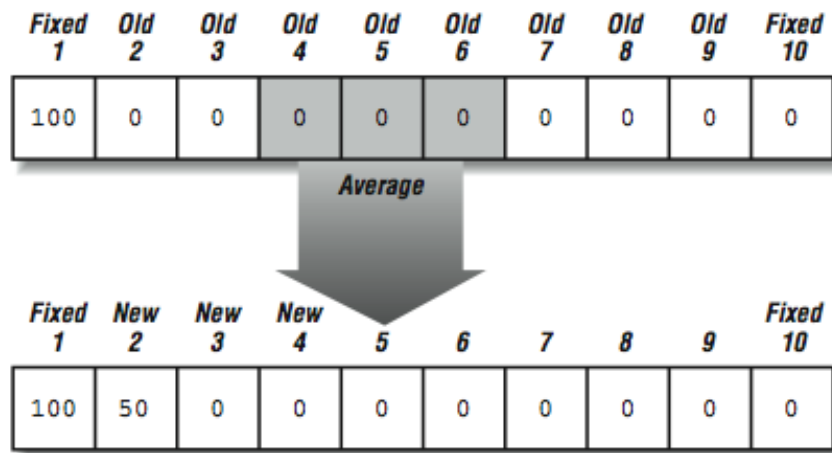 Fixed Old Old Old Old Old Old Old Old Fixed
1 2 3 4 5 6 7 8 9 10
100 0 0 0 0 0 0 0 0 0
Average
Fixed New New New Fixed
1 2 3 4 5 6 7 8 9 10
100 50 0 0 0 0 0 0 0 0